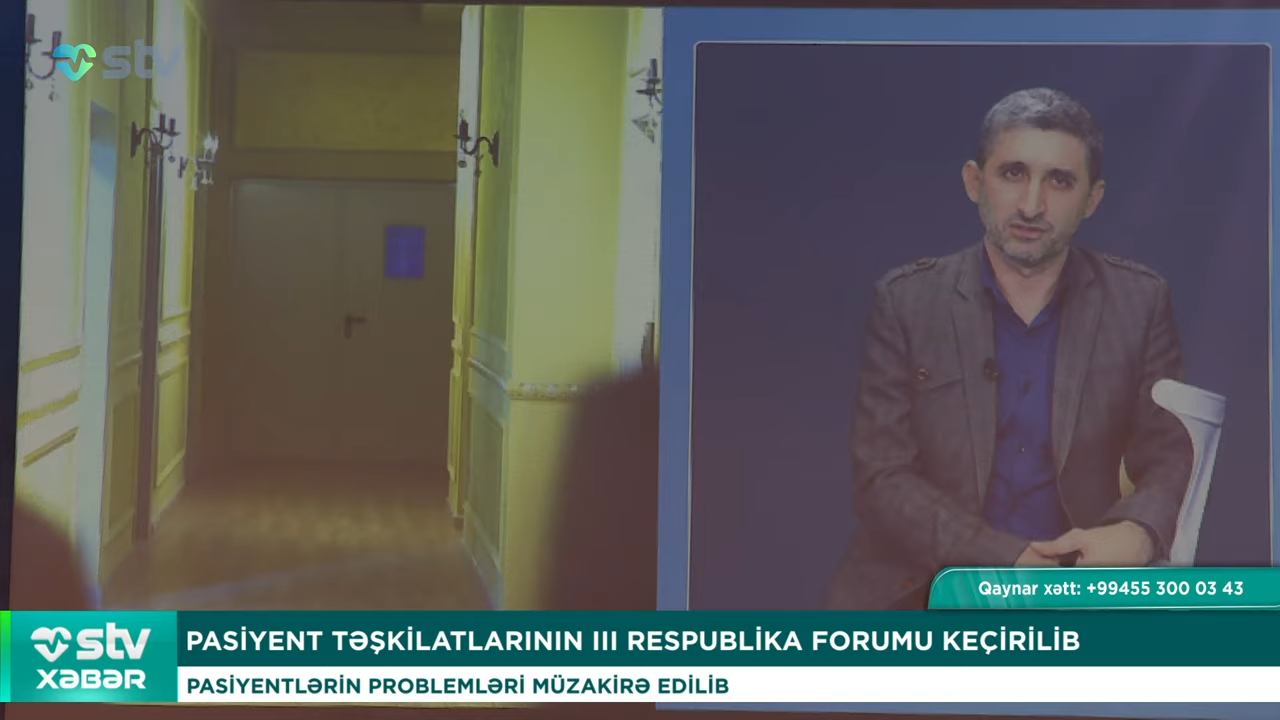 stv
Qaynar xətt: +99455 300 03 43
stv
XƏBƏR
PASİYENT TƏŞKİLATLARININ III RESPUBLİKA FORUMU KEÇİRİLİB
PASİYENTLƏRİN PROBLEMLƏRİ MÜZAKİRƏ EDİLİB